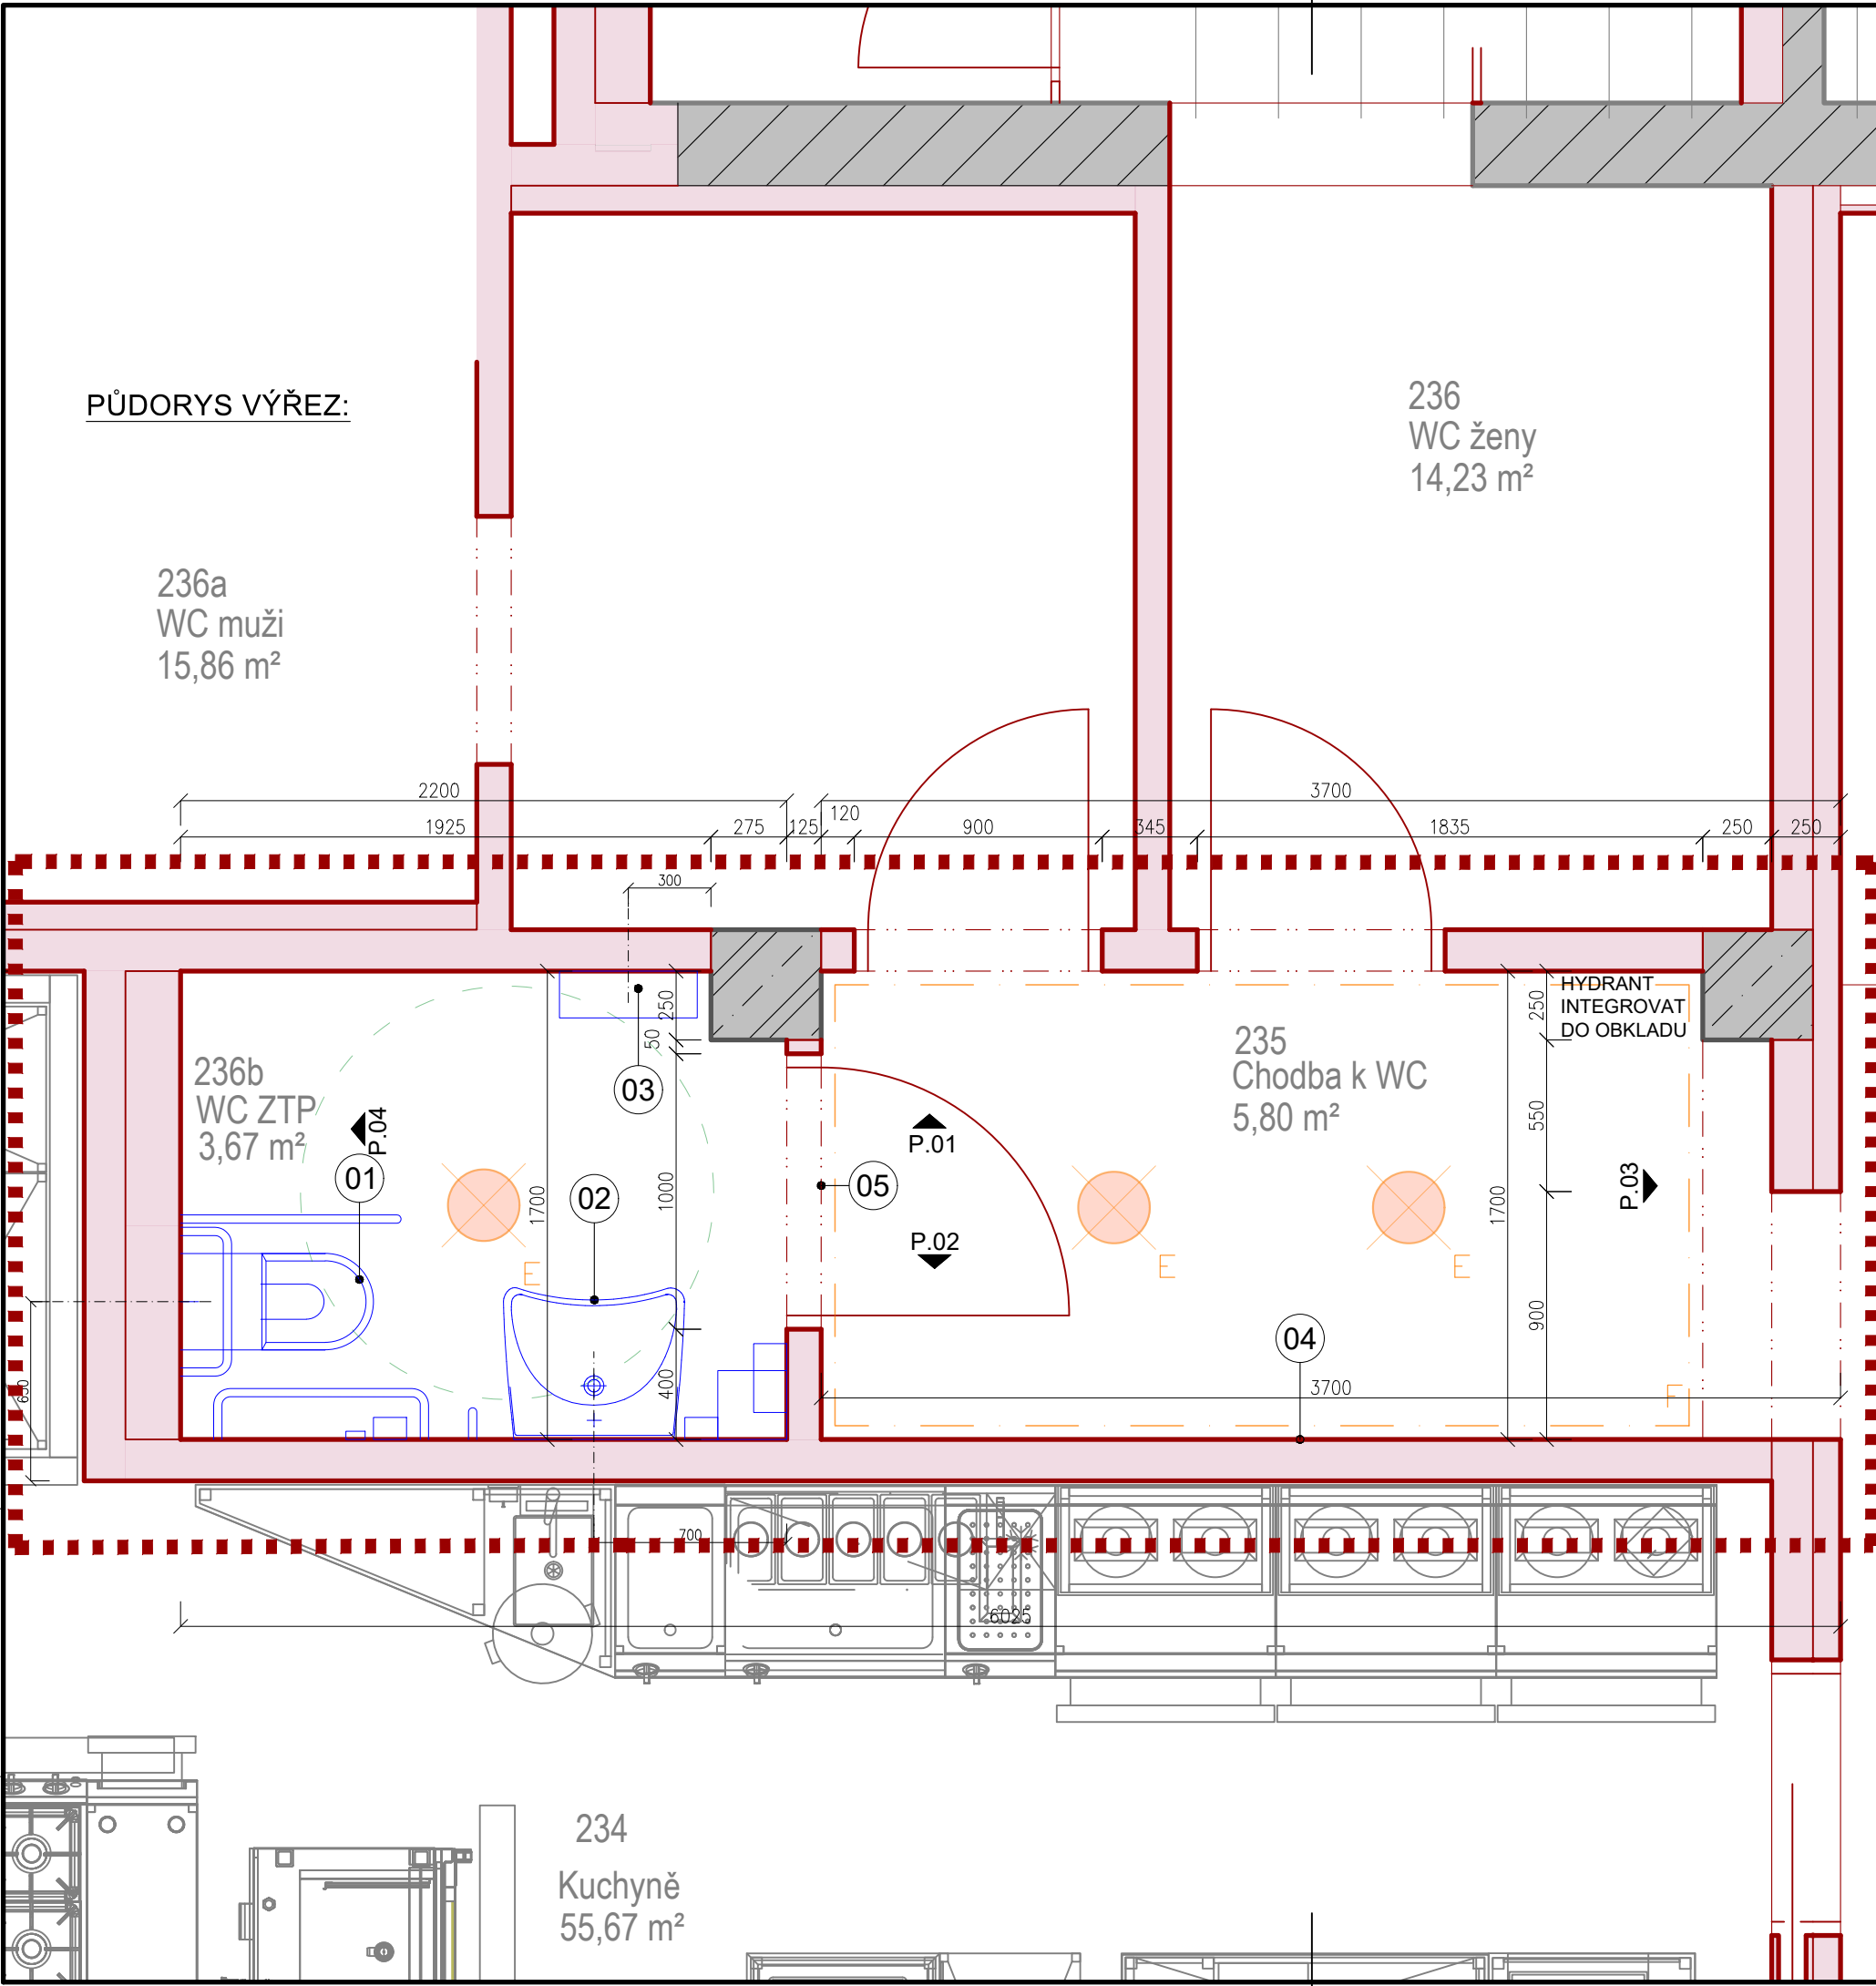 PŮDORYS VÝŘEZ:
236
WC ženy
14,23 m²
236a
WC muži
15,86 m²
2200
3700
1925
275
125
120
900
345
1835
250
250
300
HYDRANT
INTEGROVAT
DO OBKLADU
250
50
250
235
Chodba k WC
5,80 m²
236b
WC ZTP
3,67 m²
P.04
03
P.01
550
01
02
1000
05
P.03
1700
1700
P.02
E
E
E
900
04
650
400
3700
E
700
6025
234
Kuchyně
55,67 m²